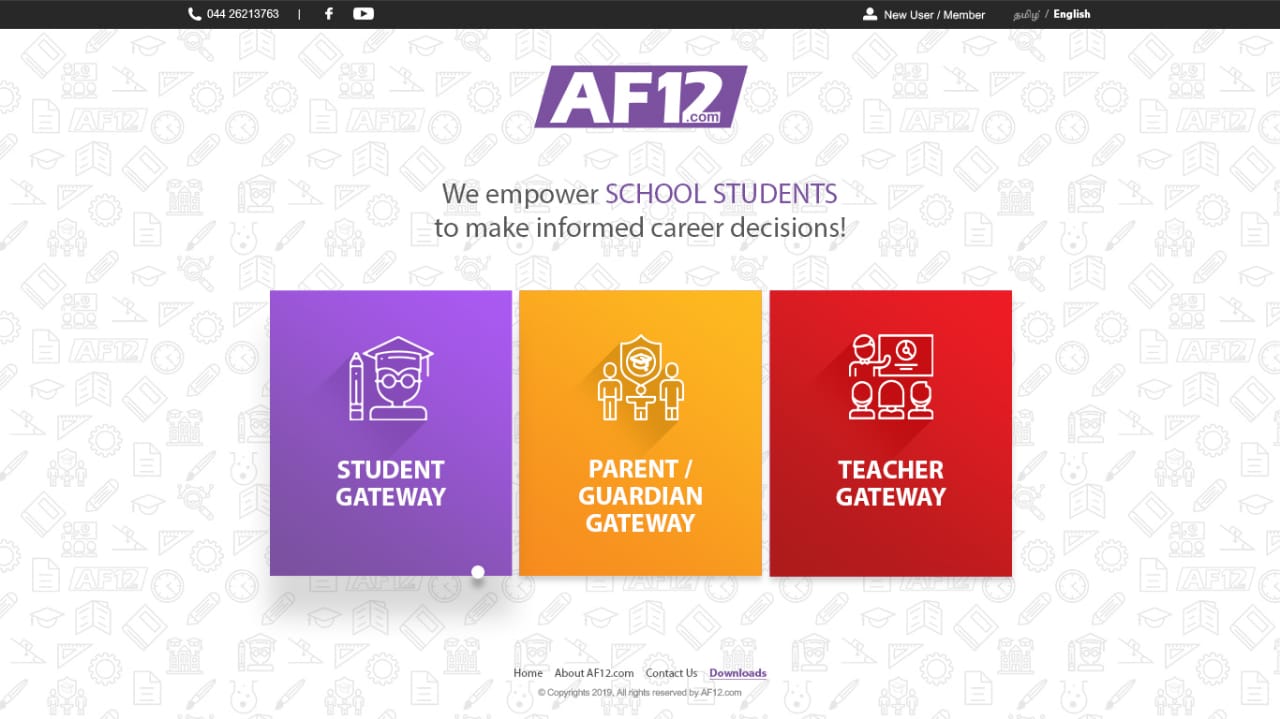 044 26213763 |
New User / Member
தமிழ் / English
AF12
.com
We empower SCHOOL STUDENTS
to make informed career decisions!
STUDENT
GATEWAY
PARENT /
GUARDIAN
GATEWAY
TEACHER
GATEWAY
Home About AF12.com Contact Us Downloads
© Copyrights 2019. All rights reserved by AF12.com